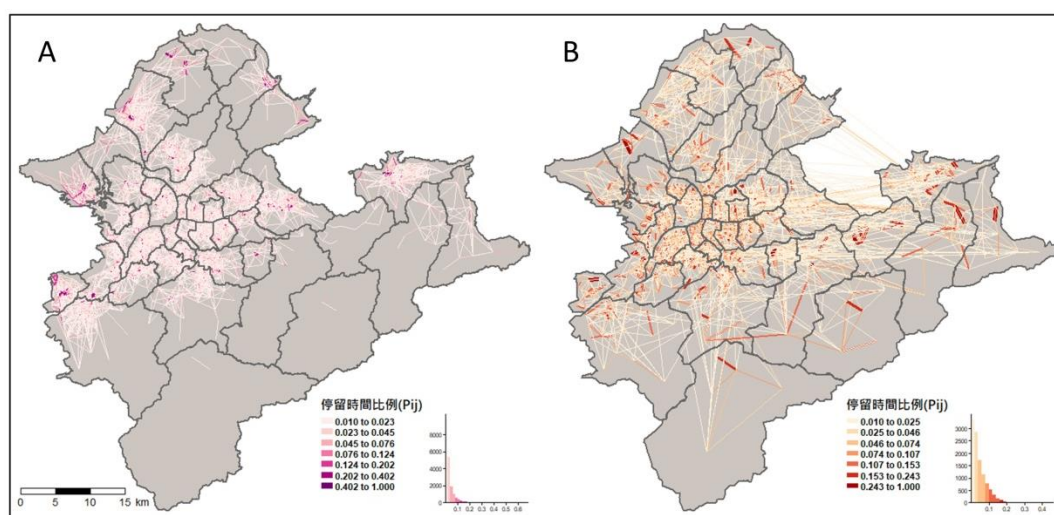 A
B
停留時間比例(Pij)
0.010 to 0.023
0.023 to 0.045
0.045 to 0.076
0.076 to 0.124
0.124 to 0.202
0.202 to 0.402
0.402 to 1.000
8000
6000
4000
2000
0
0.1 0.2 0.3 0.4 0.5 0.6
0 5 10 15 km
停留時間比例(Pij)
0.010 to 0.025
0.025 to 0.046
0.046 to 0.074
0.074 to 0.107
0.107 to 0.153
0.153 to 0.243
0.243 to 1.000
3000
2500
2000
1500
1000
500
0
0.1 0.2 0.3 0.4